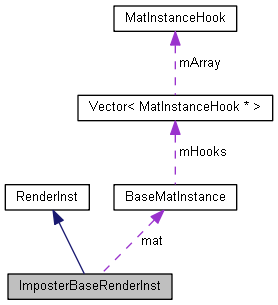 MatInstanceHook
mArray
Vector< MatInstanceHook * >
mHooks
RenderInst
BaseMatInstance
mat
ImposterBaseRenderInst